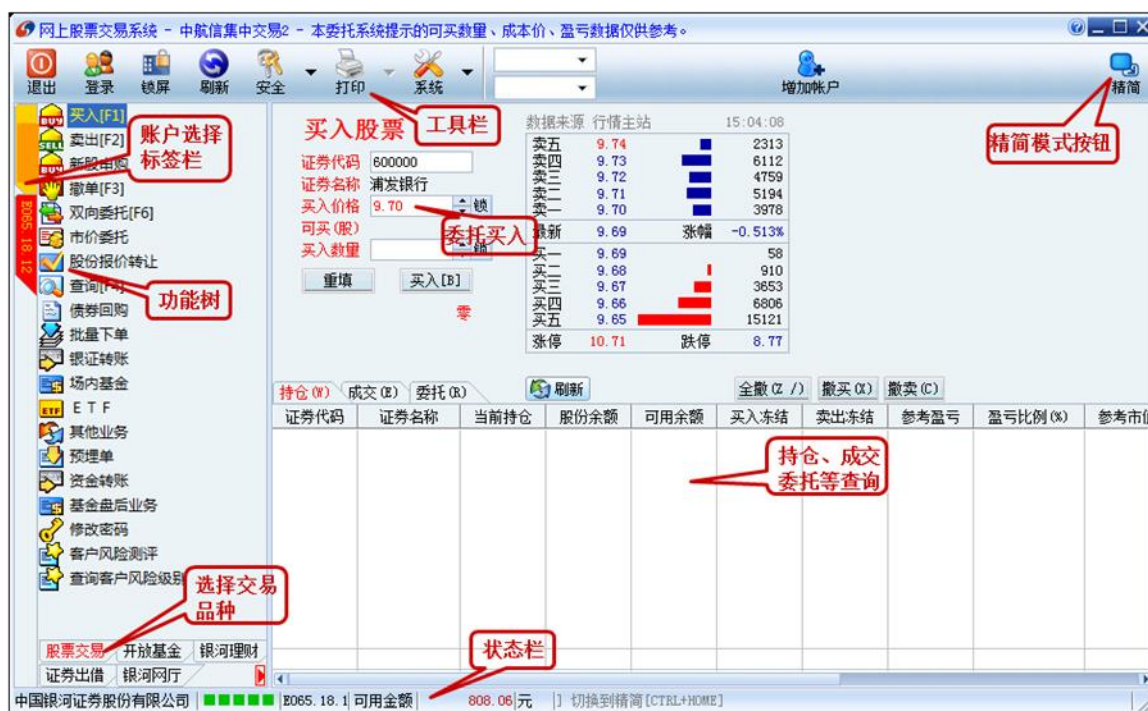 网上股票交易系统 - 中航信集中交易2 - 本委托系统提示的可买数量、成本价、盈亏数据仅供参考。
退出 登录 锁屏 刷新 安全 打印 系统 增加帐户 精简
工具栏
精简模式按钮
账户选择
标签栏
功能树
E065.18.12
买入[F1]
卖出[F2]
新股申购
撤单[F3]
双向委托[F6]
市价委托
股份报价转让
查询[F4]
债券回购
批量下单
银证转账
场内基金
ETF
其他业务
预埋单
资金转账
基金盘后业务
修改密码
客户风险测评
查询客户风险级别
选择交易
品种
股票交易 开放基金 银河理财
证券出借 银河网厅
买入股票
证券代码 600000
证券名称 浦发银行
买入价格 9.70 锁
可买(股)
买入数量 锁
重填 买入[B]
零
委托买入
数据来源 行情主站 15:04:08
卖五 9.74 2313
卖四 9.73 6112
卖三 9.72 4759
卖二 9.71 5194
卖一 9.70 3978
最新 9.69 涨幅 -0.513%
买一 9.69 58
买二 9.68 910
买三 9.67 3653
买四 9.66 6806
买五 9.65 15121
涨停 10.71 跌停 8.77
持仓(W) 成交(E) 委托(R) 刷新 全撤(Z /) 撤买(X) 撤卖(C)
证券代码 证券名称 当前持仓 股份余额 可用余额 买入冻结 卖出冻结 参考盈亏 盈亏比例(%) 参考市值
持仓、成交
委托等查询
状态栏
中国银河证券股份有限公司 E065.18.1 可用金额 808.06 元 ] 切换到精简[CTRL+HOME]